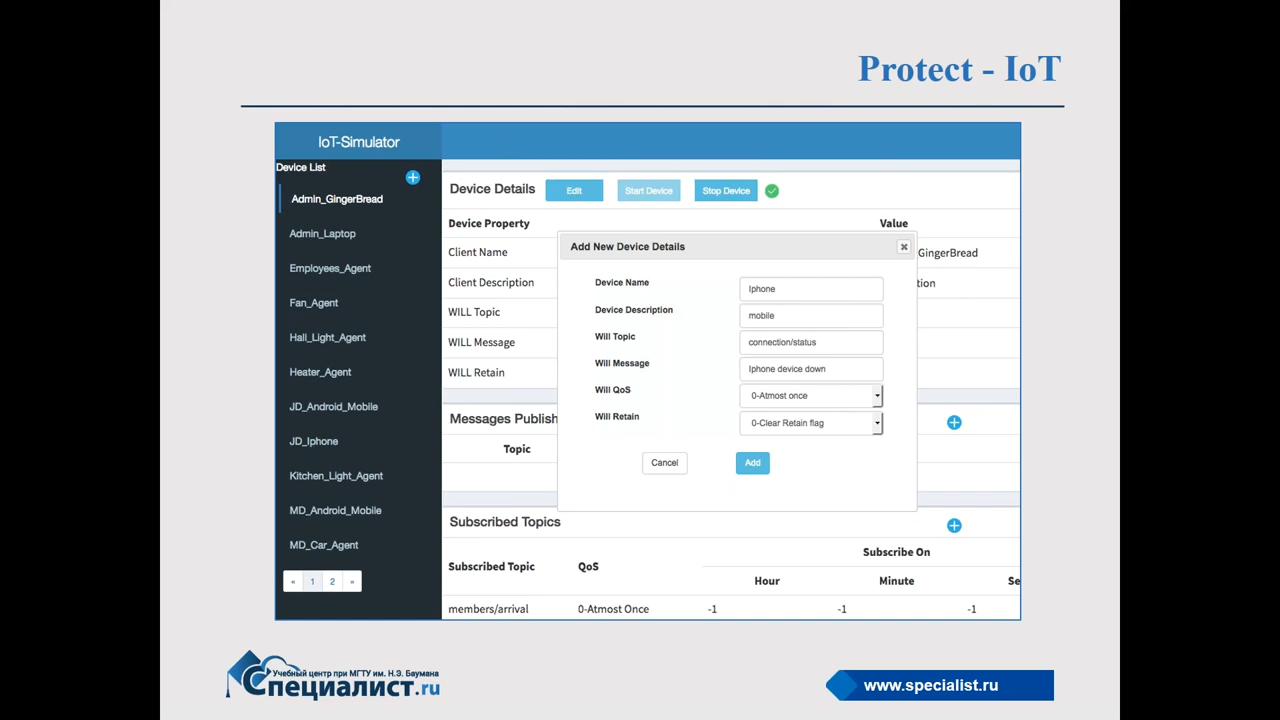 Protect - IoT
IoT-Simulator
Device List
Admin_GingerBread
Admin_Laptop
Employees_Agent
Fan_Agent
Hall_Light_Agent
Heater_Agent
JD_Android_Mobile
JD_Iphone
Kitchen_Light_Agent
MD_Android_Mobile
MD_Car_Agent
« 1 2 »
Device Details Edit Start Device Stop Device
Device Property Value
Client Name GingerBread
Client Description tion
WILL Topic
WILL Message
WILL Retain
Add New Device Details
Device Name Iphone
Device Description mobile
Will Topic connection/status
Will Message Iphone device down
Will QoS 0-Atmost once
Will Retain 0-Clear Retain flag
Cancel Add
Messages Publish
Topic
Subscribed Topics
Subscribe On
Subscribed Topic QoS
Hour Minute Se
members/arrival 0-Atmost Once -1 -1 -1
Учебный центр при МГТУ им. Н.Э. Баумана
Специалист.ru
www.specialist.ru